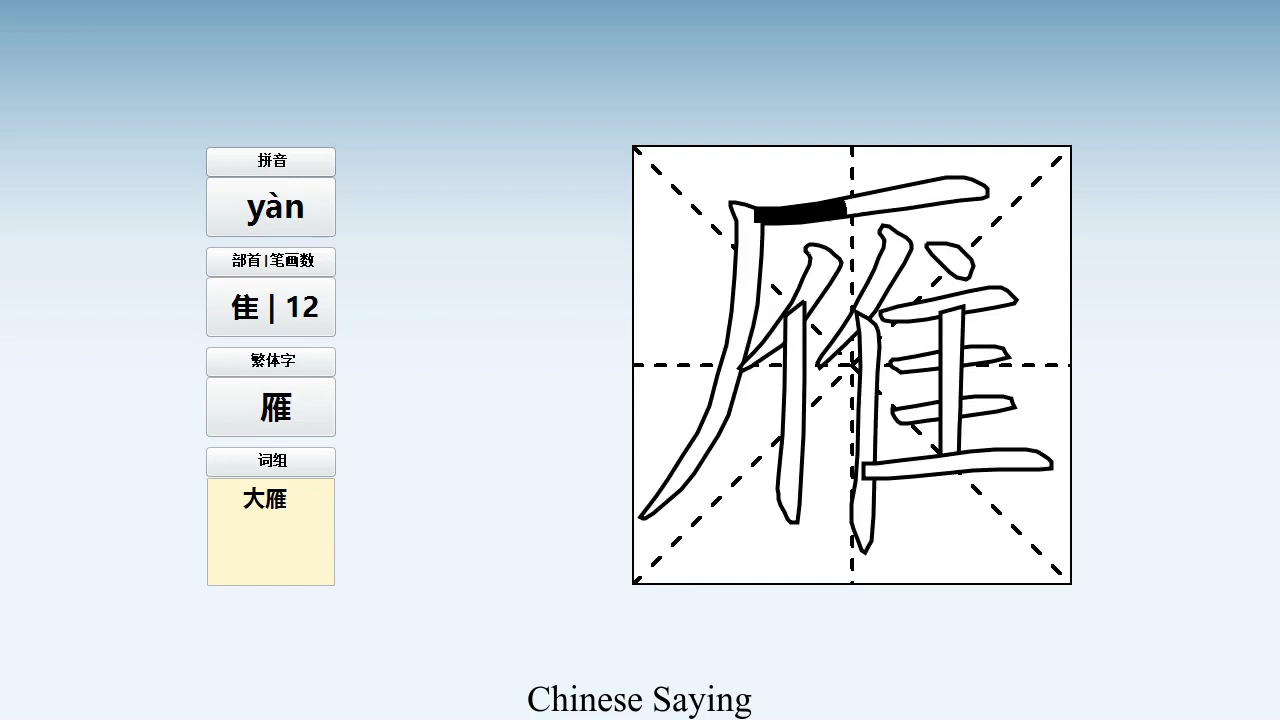 拼音
yàn
部首|笔画数
隹 | 12
繁体字
雁
词组
大雁
雁
Chinese Saying